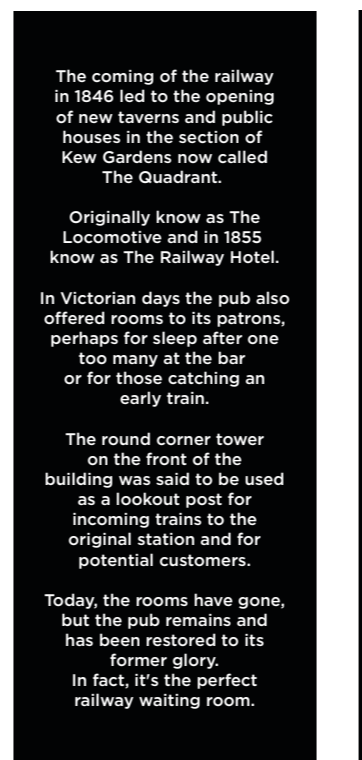 The coming of the railway
in 1846 led to the opening
of new taverns and public
houses in the section of
Kew Gardens now called
The Quadrant.
Originally know as The
Locomotive and in 1855
know as The Railway Hotel.
In Victorian days the pub also
offered rooms to its patrons,
perhaps for sleep after one
too many at the bar
or for those catching an
early train.
The round corner tower
on the front of the
building was said to be used
as a lookout post for
incoming trains to the
original station and for
potential customers.
Today, the rooms have gone,
but the pub remains and
has been restored to its
former glory.
In fact, it's the perfect
railway waiting room.